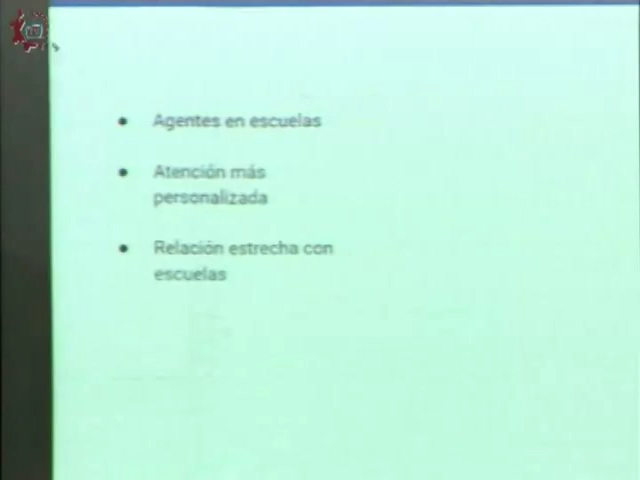 • Agentes en escuelas
• Atención más
personalizada
• Relación estrecha con
escuelas